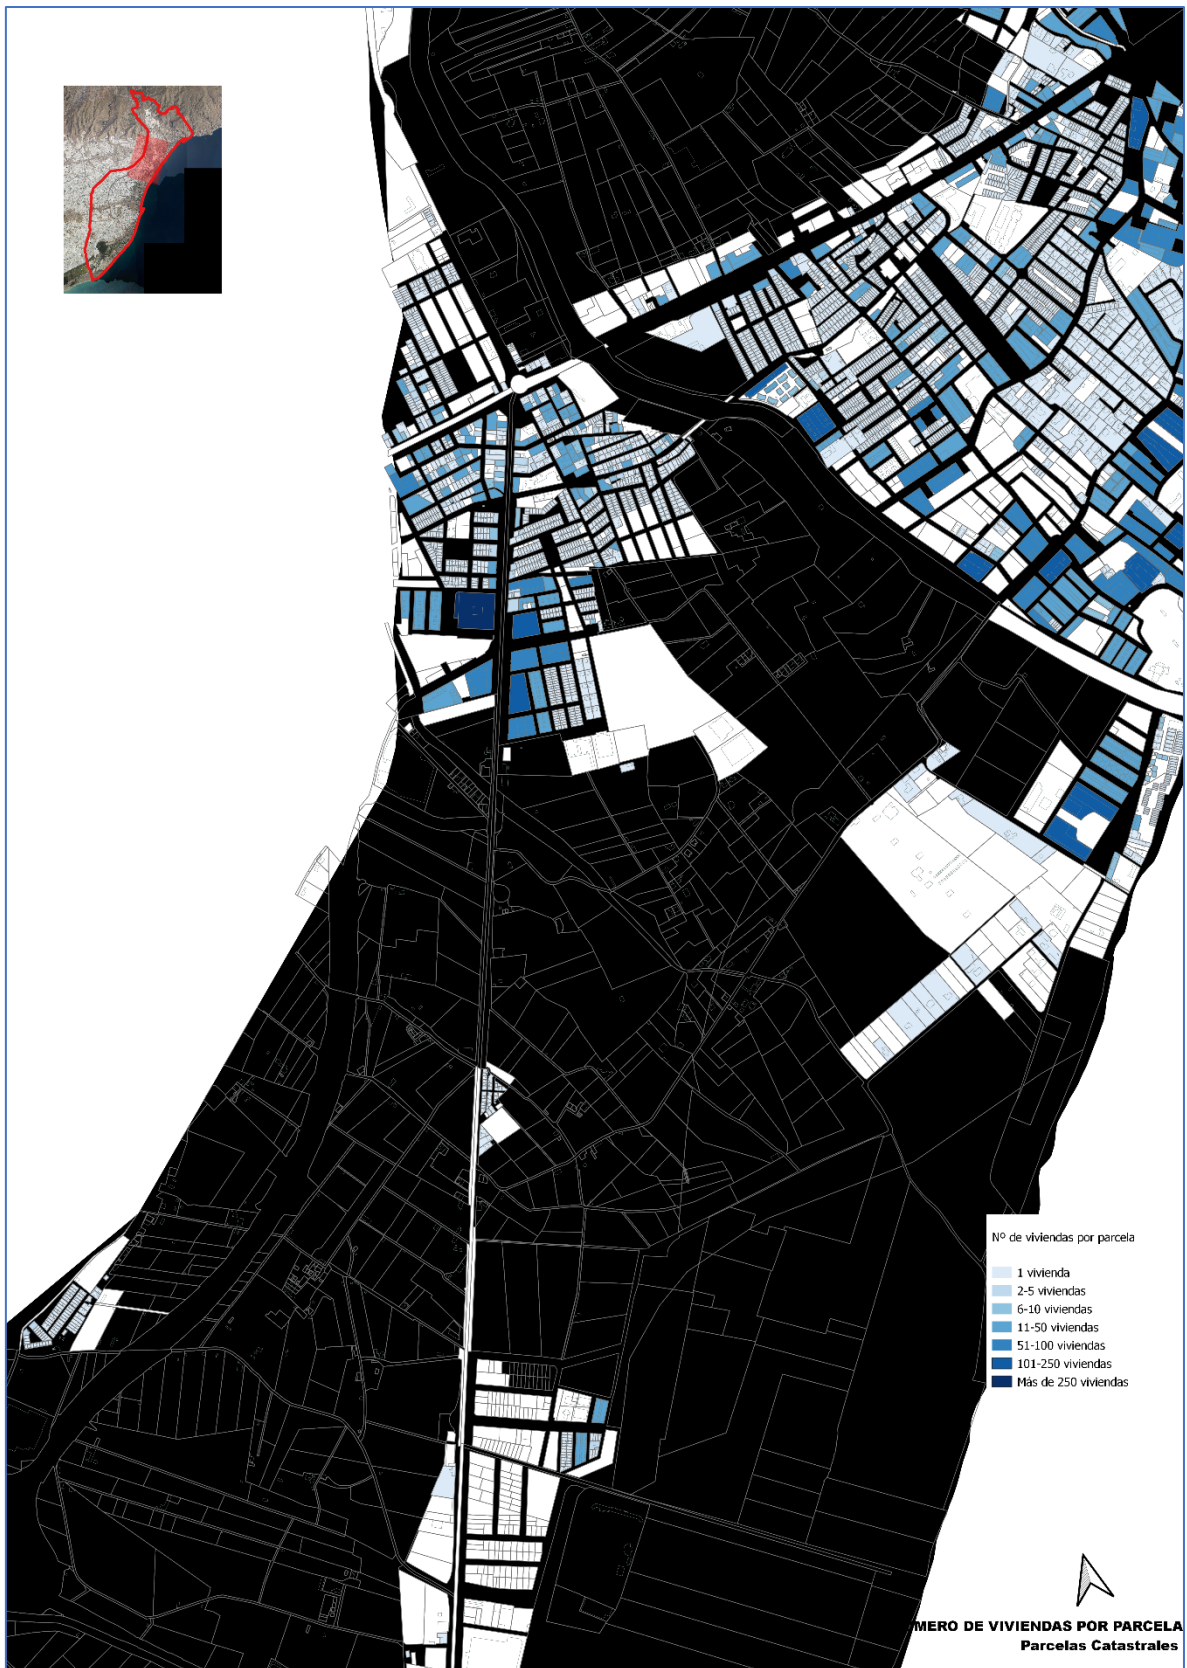 Nº de viviendas por parcela
1 vivienda
2-5 viviendas
6-10 viviendas
11-50 viviendas
51-100 viviendas
101-250 viviendas
Más de 250 viviendas
MERO DE VIVIENDAS POR PARCELA
Parcelas Catastrales